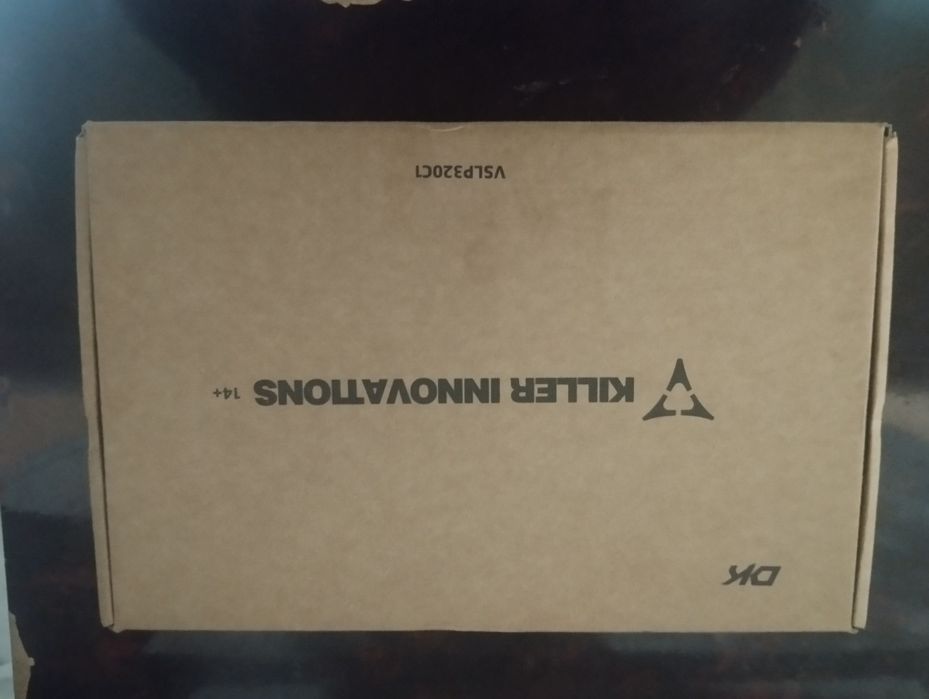 DK
KILLER INNOVATIONS 14+
VSLP320C1